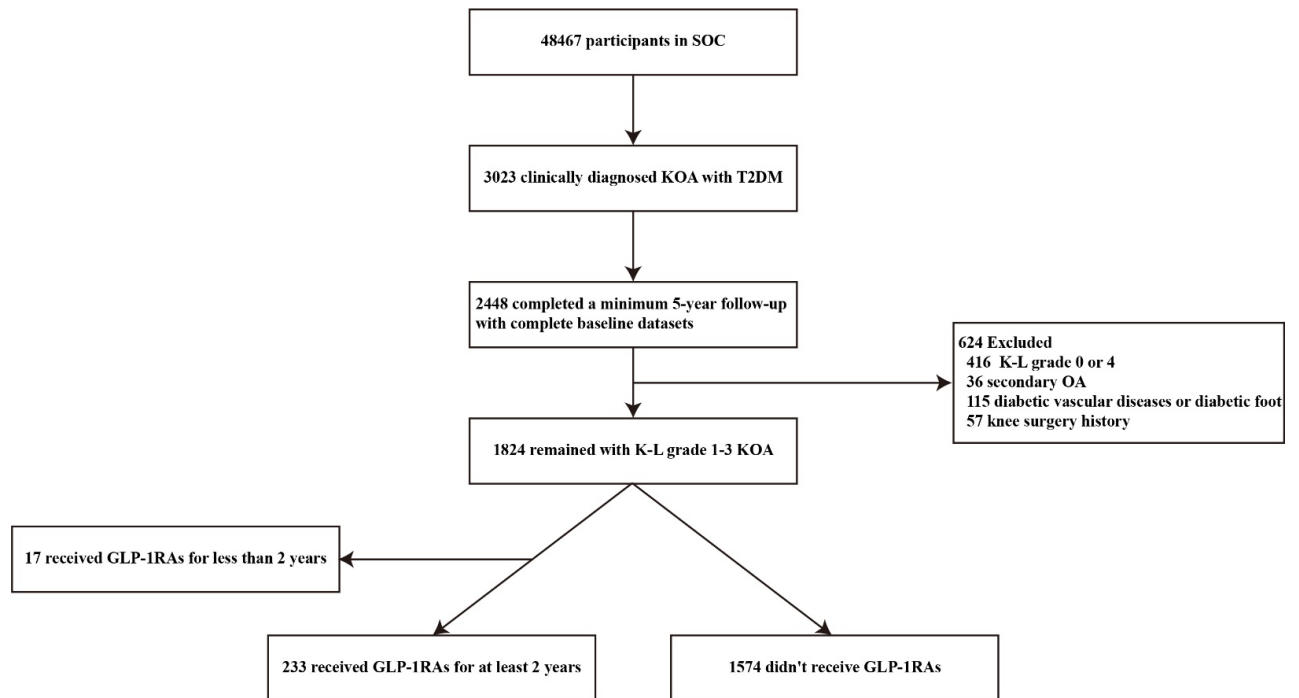 48467 participants in SOC
3023 clinically diagnosed KOA with T2DM
2448 completed a minimum 5-year follow-up
with complete baseline datasets
624 Excluded
416 K-L grade 0 or 4
36 secondary OA
115 diabetic vascular diseases or diabetic foot
57 knee surgery history
1824 remained with K-L grade 1-3 KOA
17 received GLP-1RAs for less than 2 years
233 received GLP-1RAs for at least 2 years
1574 didn't receive GLP-1RAs